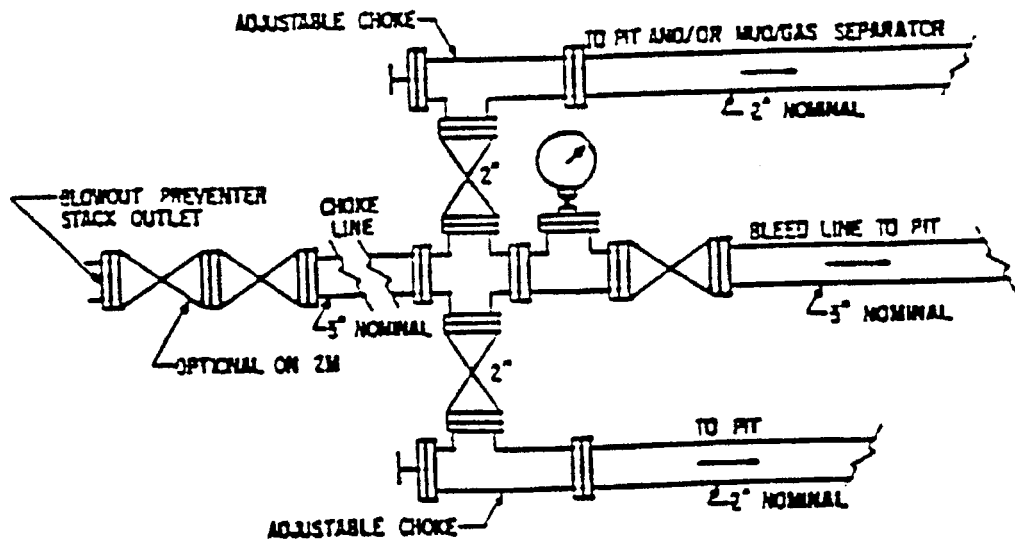 ADJUSTABLE CHOKE
TO PIT AND/OR MUD/GAS SEPARATOR
2" NOMINAL
2"
BLOWOUT PREVENTER
STACK OUTLET
CHOKE
LINE
BLEED LINE TO PIT
3" NOMINAL
3" NOMINAL
OPTIONAL ON 2M
2"
TO PIT
2" NOMINAL
ADJUSTABLE CHOKE